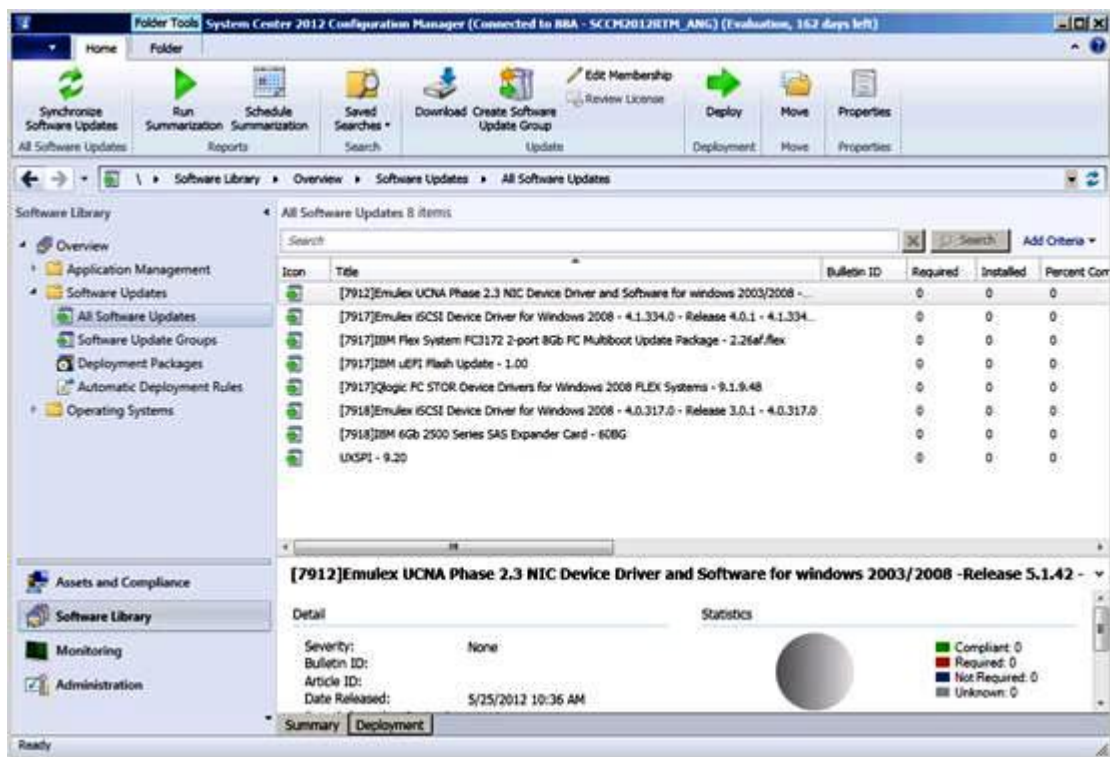 Folder Tools System Center 2012 Configuration Manager (Connected to BBA - SCCM2012RTM_ANG) (Evaluation, 162 days left)
Home Folder
Synchronize Software Updates
Run Summarization
Schedule Summarization
Saved Searches
Download
Create Software Update Group
Edit Membership
Review License
Deploy
Move
Properties
All Software Updates Reports Search Update Deployment Move Properties
\ Software Library Overview Software Updates All Software Updates
Software Library
Overview
Application Management
Software Updates
All Software Updates
Software Update Groups
Deployment Packages
Automatic Deployment Rules
Operating Systems
Assets and Compliance
Software Library
Monitoring
Administration
All Software Updates 8 items
Search Search Add Criteria
Icon Title Bulletin ID Required Installed Percent Com
[7912]Emulex UCNA Phase 2.3 NIC Device Driver and Software for windows 2003/2008 -... 0 0 0
[7917]Emulex iSCSI Device Driver for Windows 2008 - 4.1.334.0 - Release 4.0.1 - 4.1.334... 0 0 0
[7917]IBM Flex System FC3172 2-port 8Gb FC Multiboot Update Package - 2.26af.flex 0 0 0
[7917]IBM uEFI Flash Update - 1.00 0 0 0
[7917]Qlogic FC STOR Device Drivers for Windows 2008 FLEX Systems - 9.1.9.48 0 0 0
[7918]Emulex iSCSI Device Driver for Windows 2008 - 4.0.317.0 - Release 3.0.1 - 4.0.317.0 0 0 0
[7918]IBM 6Gb 2500 Series SAS Expander Card - 60BG 0 0 0
UXSPI - 9.20 0 0 0
[7912]Emulex UCNA Phase 2.3 NIC Device Driver and Software for windows 2003/2008 -Release 5.1.42 -
Detail Statistics
Severity: None
Bulletin ID:
Article ID:
Date Released: 5/25/2012 10:36 AM
Compliant: 0
Required: 0
Not Required: 0
Unknown: 0
Summary Deployment
Ready